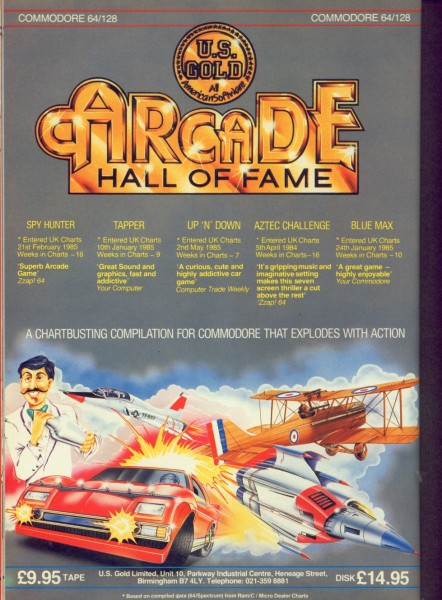 COMMODORE 64/128
COMMODORE 64/128
U.S.
GOLD
All
American Software
ARCADE
HALL OF FAME
SPY HUNTER
* Entered UK Charts
21st February 1985
Weeks in Charts – 18
'Superb Arcade
Game'
Zzap! 64
TAPPER
* Entered UK Charts
10th January 1985
Weeks in Charts – 9
'Great Sound and
graphics, fast and
addictive
Your Computer
UP 'N' DOWN
* Entered UK Charts
2nd May 1985
Weeks in Charts – 7
'A curious, cute and
highly addictive car
game'
Computer Trade Weekly
AZTEC CHALLENGE
* Entered UK Charts
5th April 1984
Weeks in Charts – 16
'It's gripping music and
imaginative setting
makes this seven
screen thriller a cut
above the rest'
'Zzap! 64
BLUE MAX
* Entered UK Charts
24th January 1985
Weeks in Charts – 10
'A great game –
highly enjoyable'
Your Commodore
A CHARTBUSTING COMPILATION FOR COMMODORE THAT EXPLODES WITH ACTION
£9.95 TAPE
U.S. Gold Limited, Unit 10, Parkway Industrial Centre, Heneage Street,
Birmingham B7 4LY. Telephone: 021-359 8881
DISK £14.95
* Based on compiled data (64/Spectrum) from Ram/C / Micro Dealer Charts